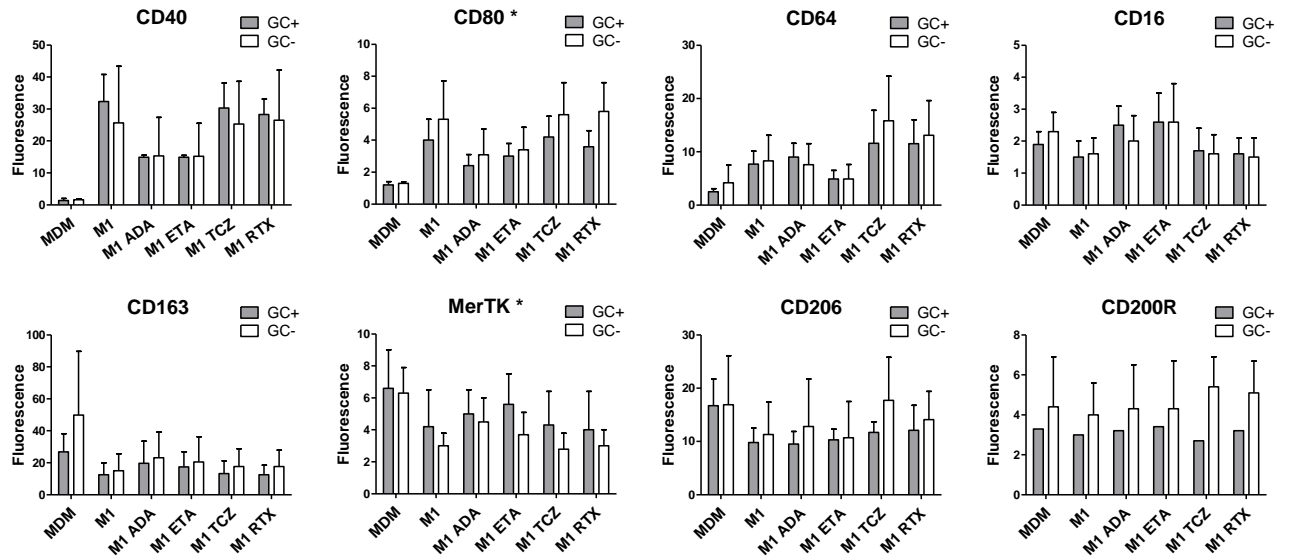 CD40
GC+
GC-
Fluorescence
50
40
30
20
10
0
MDM
M1
M1 ADA
M1 ETA
M1 TCZ
M1 RTX
CD80 *
GC+
GC-
Fluorescence
10
8
6
4
2
0
MDM
M1
M1 ADA
M1 ETA
M1 TCZ
M1 RTX
CD64
GC+
GC-
Fluorescence
30
20
10
0
MDM
M1
M1 ADA
M1 ETA
M1 TCZ
M1 RTX
CD16
GC+
GC-
Fluorescence
5
4
3
2
1
0
MDM
M1
M1 ADA
M1 ETA
M1 TCZ
M1 RTX
CD163
GC+
GC-
Fluorescence
100
80
60
40
20
0
MDM
M1
M1 ADA
M1 ETA
M1 TCZ
M1 RTX
MerTK *
GC+
GC-
Fluorescence
10
8
6
4
2
0
MDM
M1
M1 ADA
M1 ETA
M1 TCZ
M1 RTX
CD206
GC+
GC-
Fluorescence
30
20
10
0
MDM
M1
M1 ADA
M1 ETA
M1 TCZ
M1 RTX
CD200R
GC+
GC-
Fluorescence
8
6
4
2
0
MDM
M1
M1 ADA
M1 ETA
M1 TCZ
M1 RTX